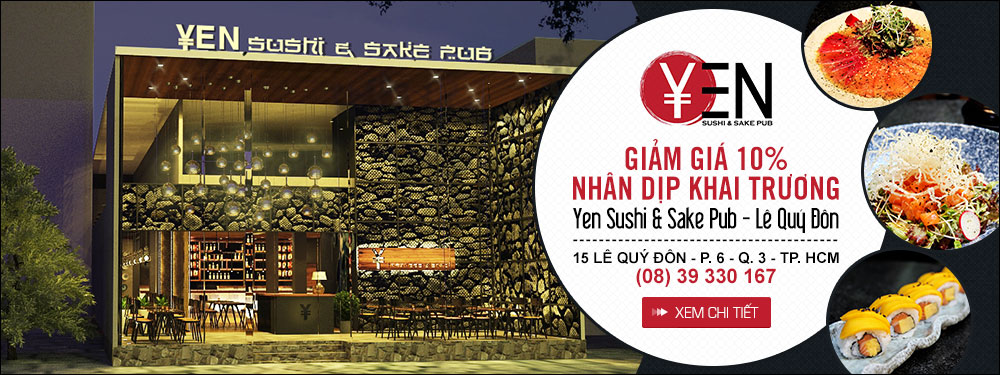 ¥EN SUSHI & SAKE PUB
¥EN
SUSHI & SAKE PUB
GIẢM GIÁ 10%
NHÂN DỊP KHAI TRƯƠNG
Yen Sushi & Sake Pub - Lê Quý Đôn
15 LÊ QUÝ ĐÔN - P. 6 - Q. 3 - TP. HCM
(08) 39 330 167
XEM CHI TIẾT
¥